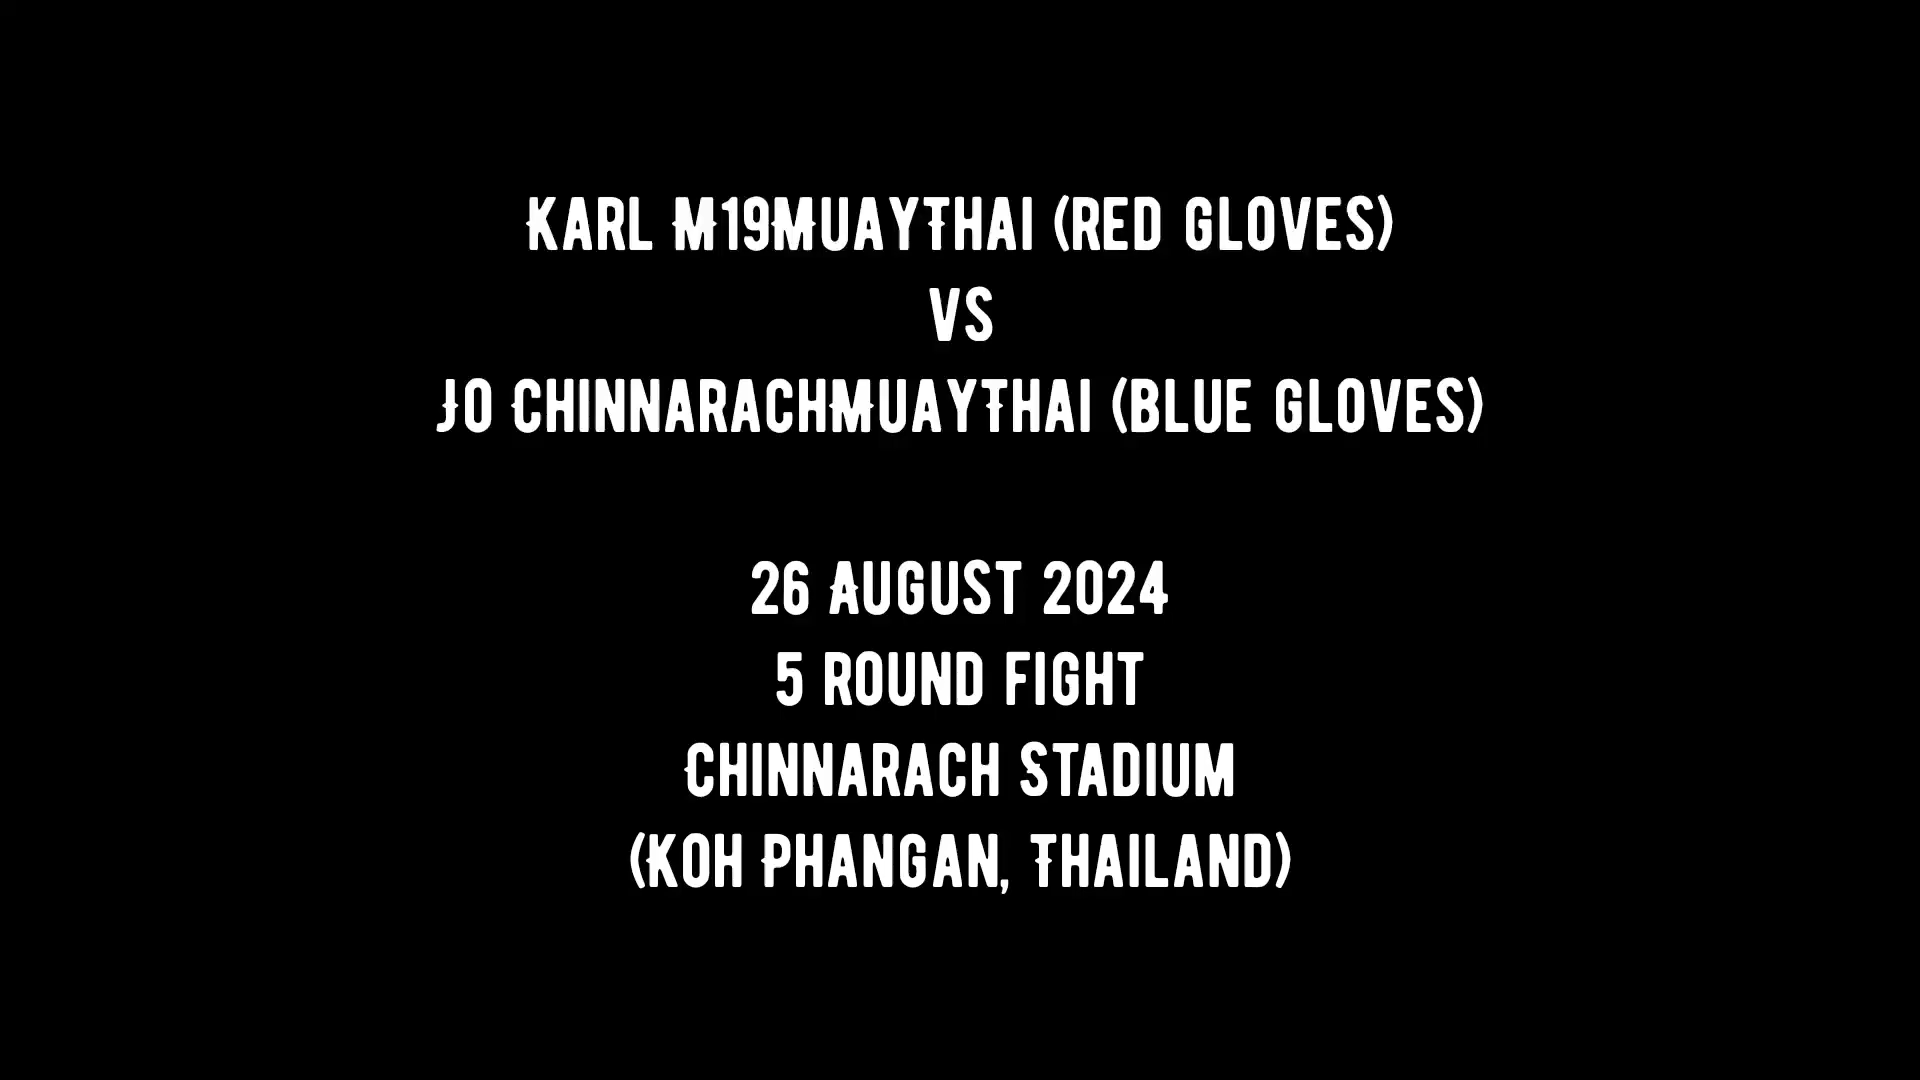 Karl M19MuayThai (Red Gloves)
vs
Jo ChinnarachMuayThai (Blue Gloves)
26 August 2024
5 Round Fight
Chinnarach Stadium
(Koh Phangan, Thailand)